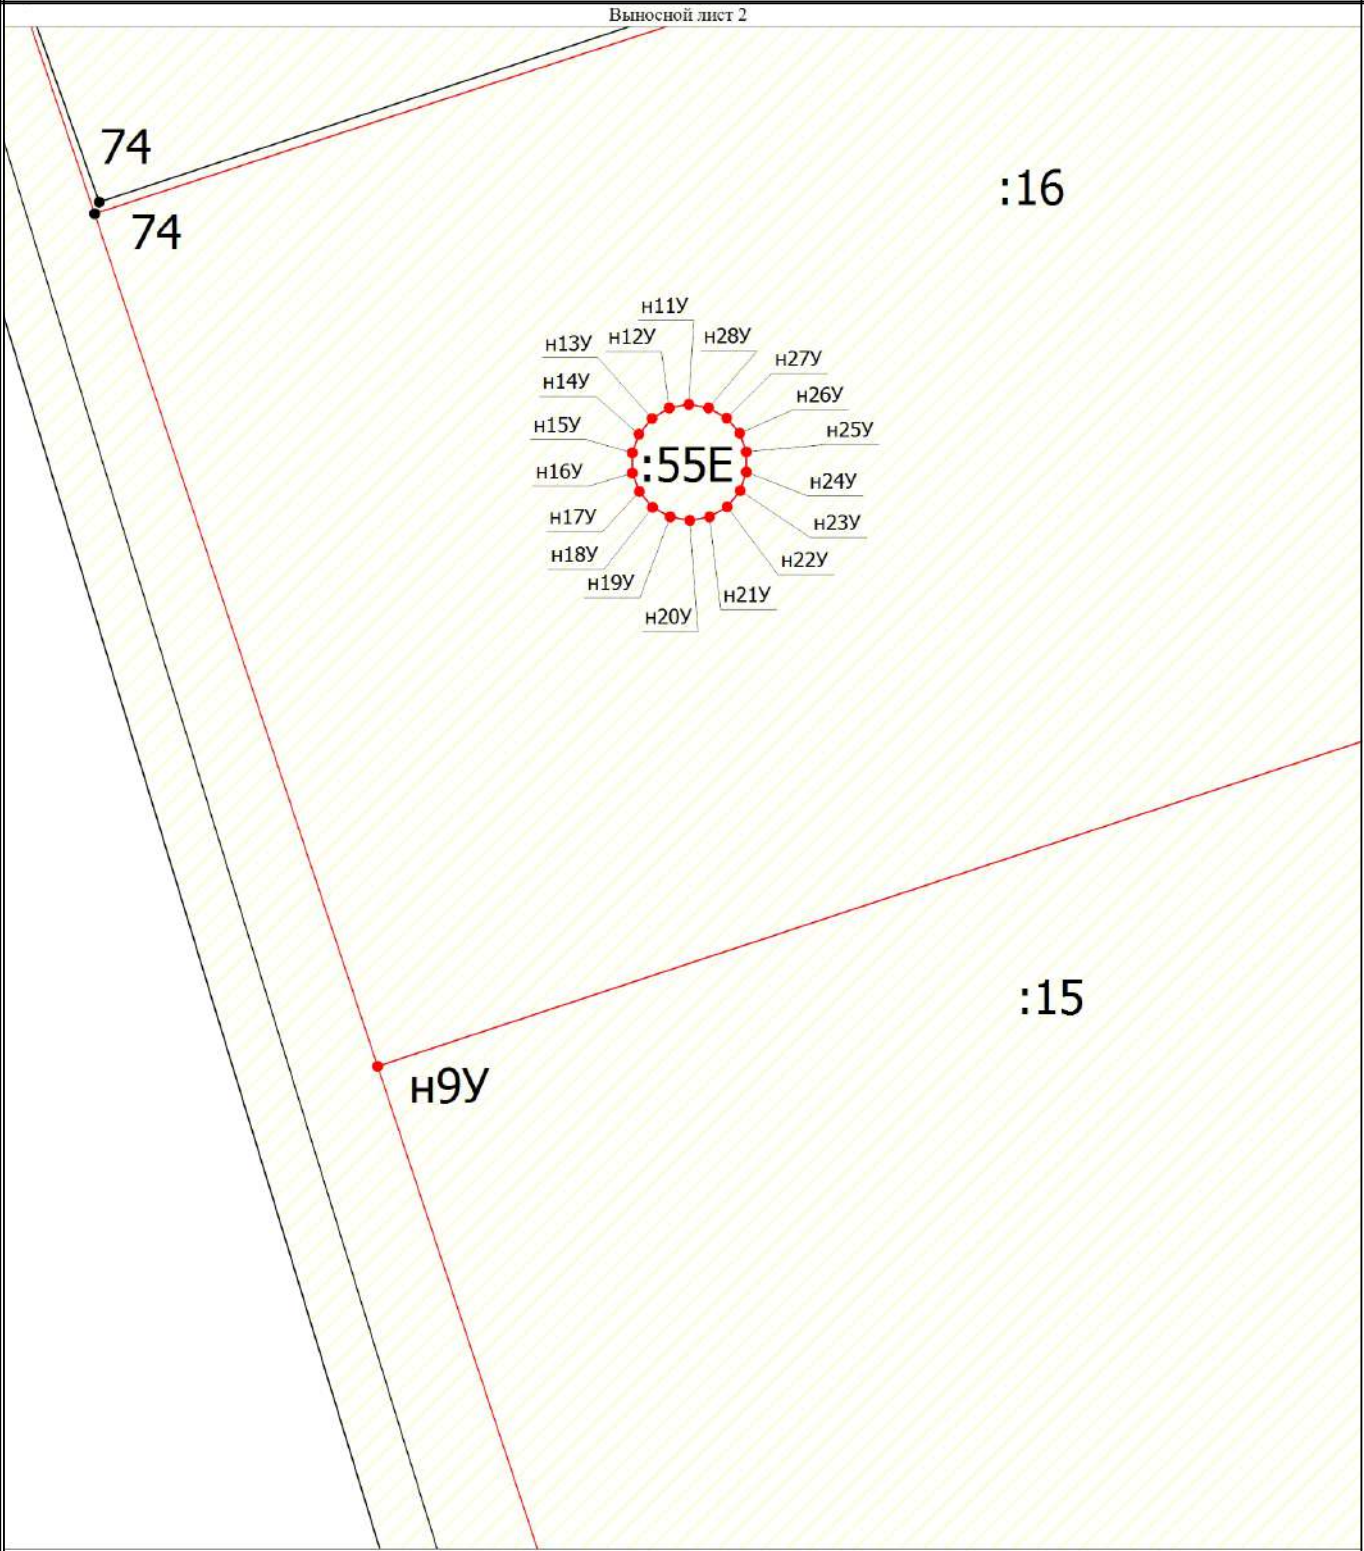 Выносной лист 2
74
:16
74
н11У
н12У
н28У
н13У
н27У
н14У
н26У
н15У
н25У
:55Е
н16У
н24У
н17У
н23У
н18У
н22У
н19У
н21У
н20У
:15
н9У